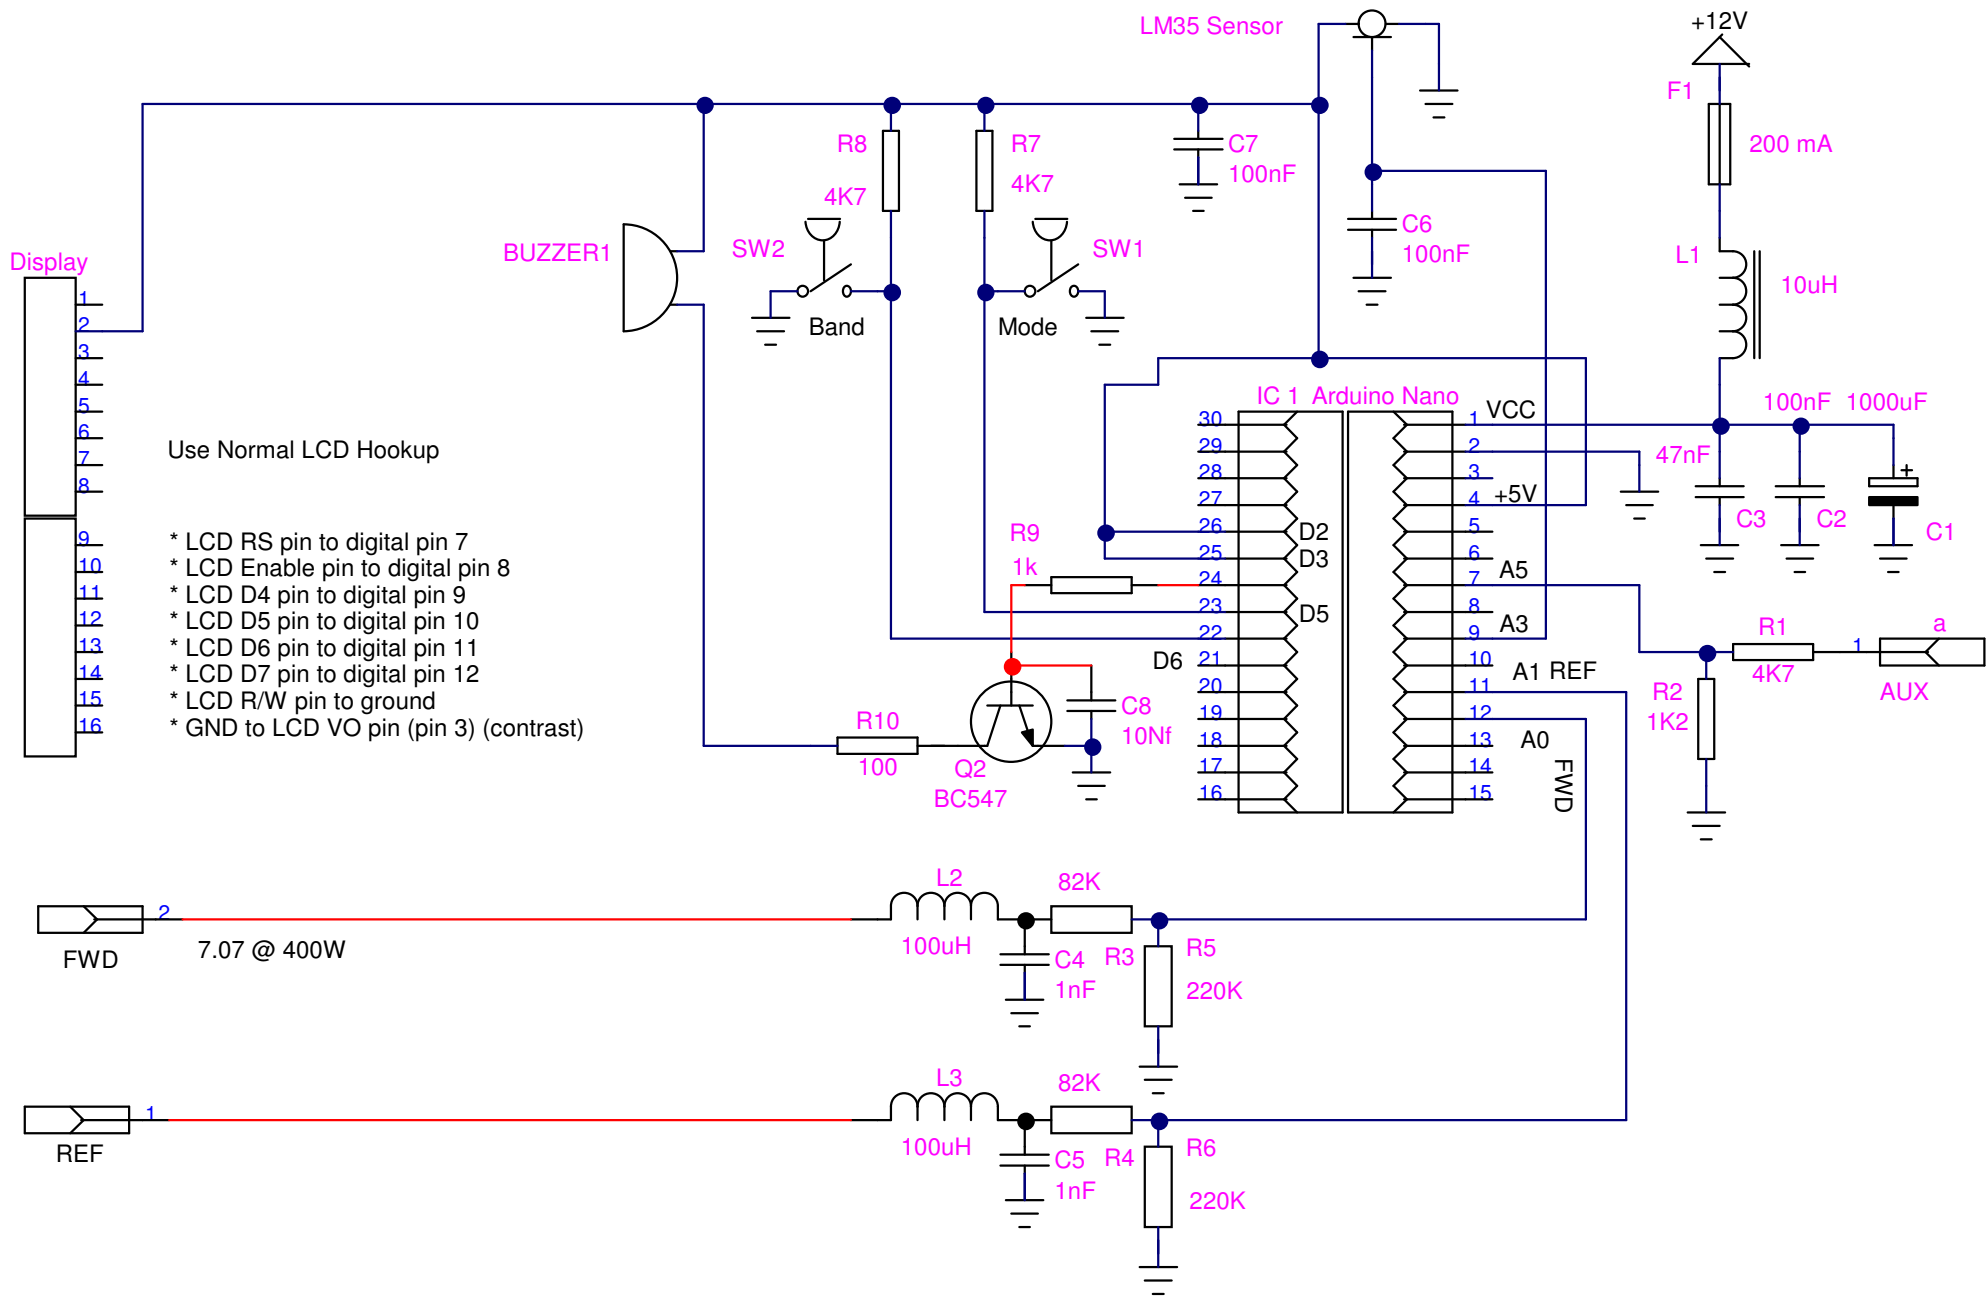 LM35 Sensor
+12V
F1
200 mA
R8
4K7
R7
4K7
C7
100nF
C6
100nF
L1
10uH
BUZZER1
SW2
SW1
Band
Mode
Display
1
2
3
4
5
6
7
8
9
10
11
12
13
14
15
16
Use Normal LCD Hookup
* LCD RS pin to digital pin 7
* LCD Enable pin to digital pin 8
* LCD D4 pin to digital pin 9
* LCD D5 pin to digital pin 10
* LCD D6 pin to digital pin 11
* LCD D7 pin to digital pin 12
* LCD R/W pin to ground
* GND to LCD VO pin (pin 3) (contrast)
IC 1 Arduino Nano
30
29
28
27
26
25
24
23
22
21
20
19
18
17
16
D2
D3
D5
D6
1
2
3
4
5
6
7
8
9
10
11
12
13
14
15
VCC
+5V
A5
A3
A1 REF
A0
FWD
100nF 1000uF
47nF
+
C3
C2
C1
R9
1k
C8
10Nf
R10
100
Q2
BC547
R1
4K7
R2
1K2
1
a
AUX
2
FWD
7.07 @ 400W
L2
100uH
82K
R3
C4
1nF
R5
220K
1
REF
L3
100uH
82K
R4
C5
1nF
R6
220K